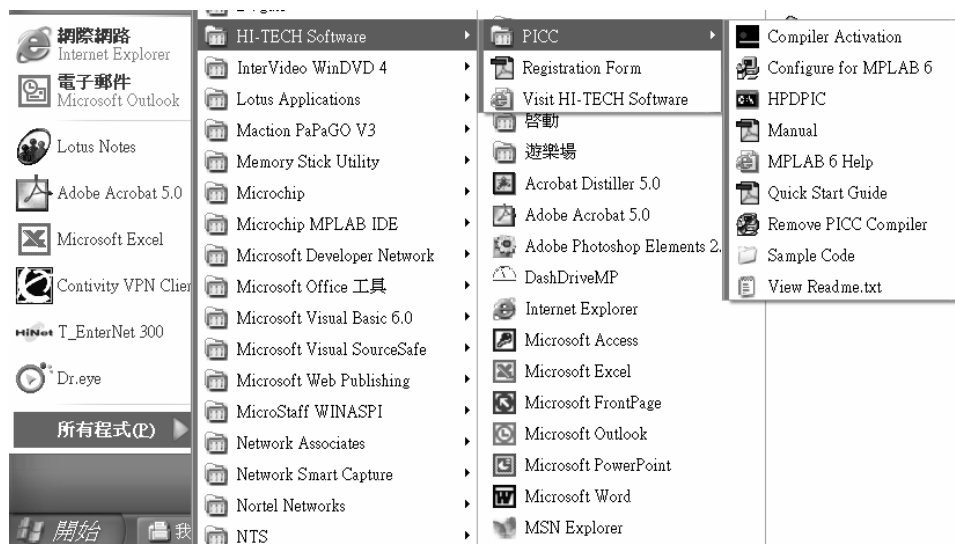 網際網路
Internet Explorer
電子郵件
Microsoft Outlook
Lotus Notes
Adobe Acrobat 5.0
Microsoft Excel
Contivity VPN Clier
HiNet T_EnterNet 300
Dr.eye
所有程式(P)
開始
我
HI-TECH Software
InterVideo WinDVD 4
Lotus Applications
Maction PaPaGO V3
Memory Stick Utility
Microchip
Microchip MPLAB IDE
Microsoft Developer Network
Microsoft Office 工具
Microsoft Visual Basic 6.0
Microsoft Visual SourceSafe
Microsoft Web Publishing
MicroStaff WINASPI
Network Associates
Network Smart Capture
Nortel Networks
NTS
PICC
Registration Form
Visit HI-TECH Software
啓動
遊樂場
Acrobat Distiller 5.0
Adobe Acrobat 5.0
Adobe Photoshop Elements 2.
DashDriveMP
Internet Explorer
Microsoft Access
Microsoft Excel
Microsoft FrontPage
Microsoft Outlook
Microsoft PowerPoint
Microsoft Word
MSN Explorer
Compiler Activation
Configure for MPLAB 6
HPDPIC
Manual
MPLAB 6 Help
Quick Start Guide
Remove PICC Compiler
Sample Code
View Readme.txt